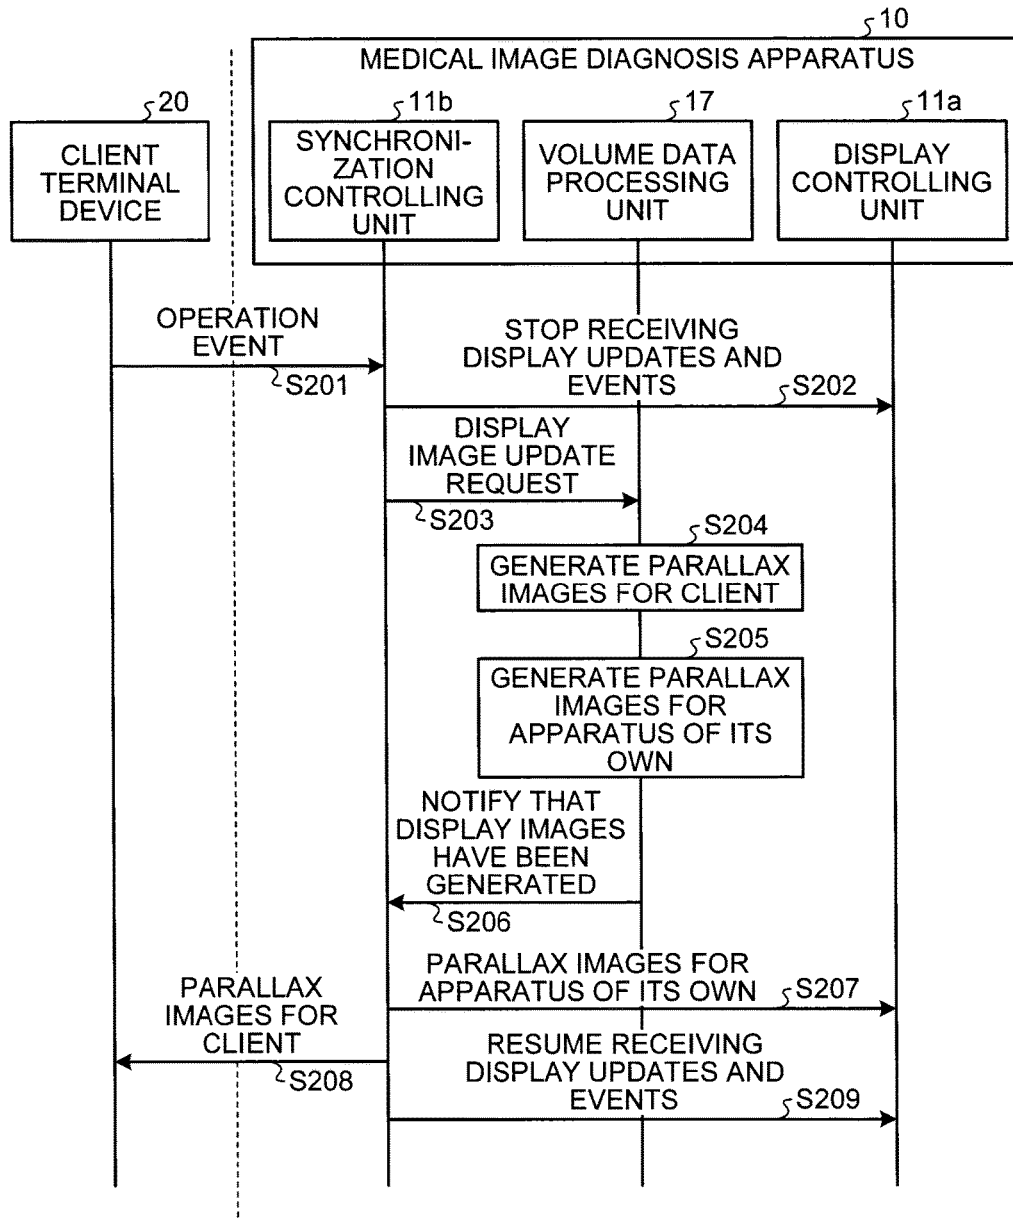 10
MEDICAL IMAGE DIAGNOSIS APPARATUS
20
11b
17
11a
CLIENT
TERMINAL
DEVICE
SYNCHRONI-
ZATION
CONTROLLING
UNIT
VOLUME DATA
PROCESSING
UNIT
DISPLAY
CONTROLLING
UNIT
OPERATION
EVENT
S201
STOP RECEIVING
DISPLAY UPDATES AND
EVENTS
S202
DISPLAY
IMAGE UPDATE
REQUEST
S203
S204
GENERATE PARALLAX
IMAGES FOR CLIENT
S205
GENERATE PARALLAX
IMAGES FOR
APPARATUS OF ITS
OWN
NOTIFY THAT
DISPLAY IMAGES
HAVE BEEN
GENERATED
S206
PARALLAX IMAGES FOR
APPARATUS OF ITS OWN
S207
PARALLAX
IMAGES FOR
CLIENT
S208
RESUME RECEIVING
DISPLAY UPDATES AND
EVENTS
S209